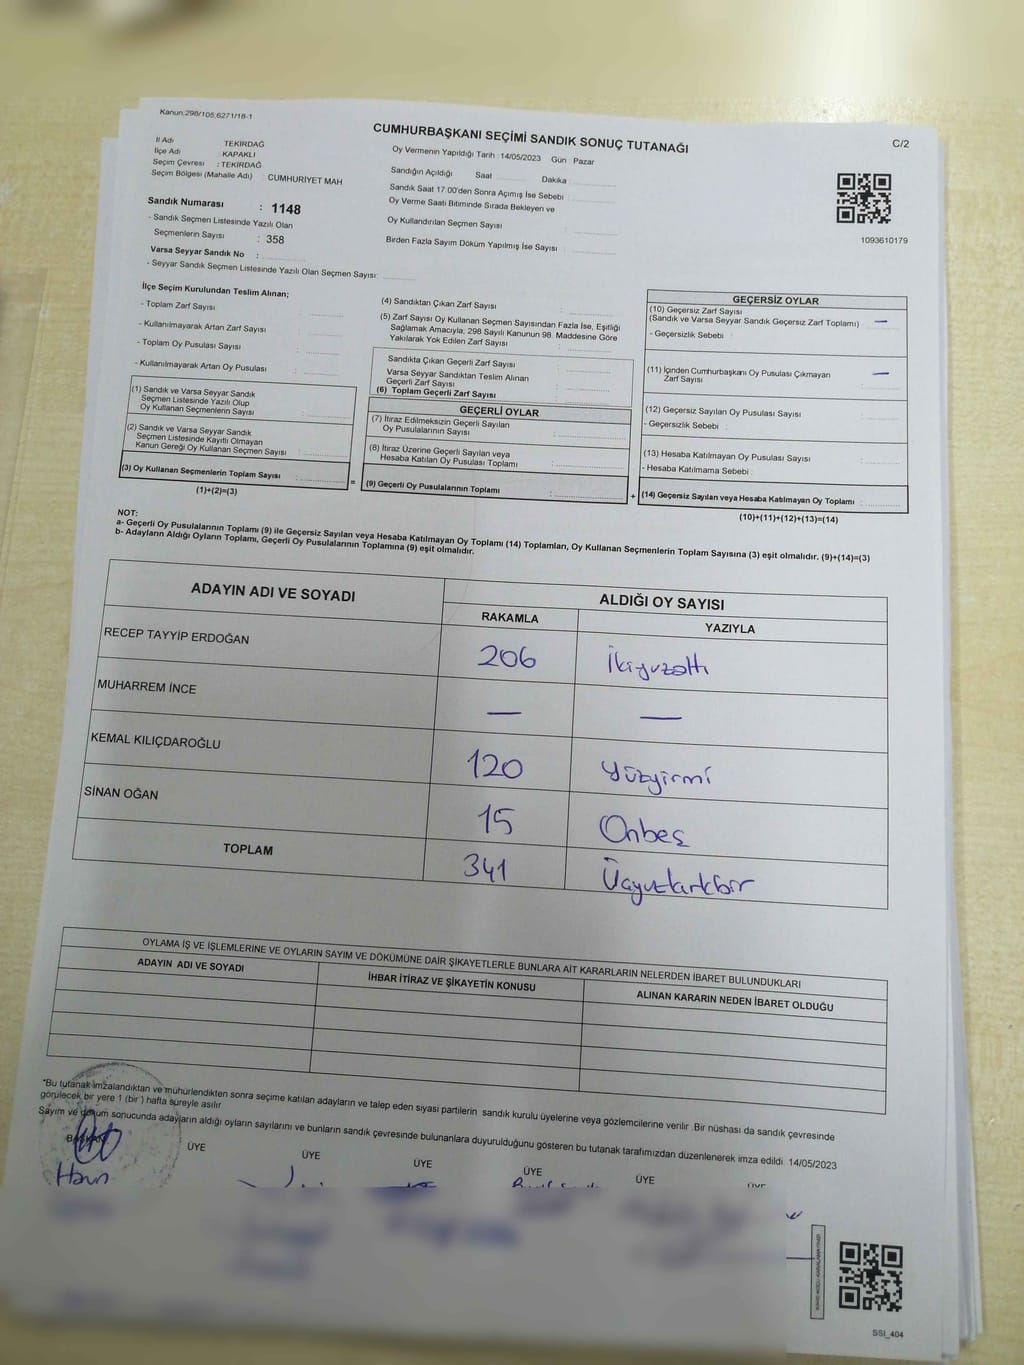 Kanun:298/105,6271/18-1
CUMHURBAŞKANI SEÇİMİ SANDIK SONUÇ TUTANAĞI
C/2
İl Adı TEKİRDAĞ
İlçe Adı : KAPAKLI
Seçim Çevresi : TEKİRDAĞ
Seçim Bölgesi (Mahalle Adı) : CUMHURİYET MAH
Sandık Numarası : 1148
- Sandık Seçmen Listesinde Yazılı Olan
Seçmenlerin Sayısı : 358
Varsa Seyyar Sandık No :
- Seyyar Sandık Seçmen Listesinde Yazılı Olan Seçmen Sayısı:
Oy Vermenin Yapıldığı Tarih : 14/05/2023 Gün : Pazar
Sandığın Açıldığı Saat Dakika
Sandık Saat 17.00'den Sonra Açımış İse Sebebi :
Oy Verme Saati Bitiminde Sırada Bekleyen ve
Oy Kullandırılan Seçmen Sayısı :
Birden Fazla Sayım Döküm Yapılmış İse Sayısı :
1093610179
İlçe Seçim Kurulundan Teslim Alınan;
- Toplam Zarf Sayısı :
- Kullanılmayarak Artan Zarf Sayısı :
- Toplam Oy Pusulası Sayısı :
- Kullanılmayarak Artan Oy Pusulası :
(1) Sandık ve Varsa Seyyar Sandık
Seçmen Listesinde Yazılı Olup
Oy Kullanan Seçmenlerin Sayısı :
(2) Sandık ve Varsa Seyyar Sandık
Seçmen Listesinde Kayıtlı Olmayan
Kanun Gereği Oy Kullanan Seçmen Sayısı :
(3) Oy Kullanan Seçmenlerin Toplam Sayısı :
(1)+(2)=(3)
=
(4) Sandıktan Çıkan Zarf Sayısı :
(5) Zarf Sayısı Oy Kullanan Seçmen Sayısından Fazla İse, Eşitliği
Sağlamak Amacıyla, 298 Sayılı Kanunun 98. Maddesine Göre
Yakılarak Yok Edilen Zarf Sayısı :
Sandıkta Çıkan Geçerli Zarf Sayısı :
Varsa Seyyar Sandıktan Teslim Alınan
Geçerli Zarf Sayısı :
(6) Toplam Geçerli Zarf Sayısı :
GEÇERLİ OYLAR
(7) İtiraz Edilmeksizin Geçerli Sayılan
Oy Pusulalarının Sayısı :
(8) İtiraz Üzerine Geçerli Sayılan veya
Hesaba Katılan Oy Pusulası Toplamı :
(9) Geçerli Oy Pusulalarının Toplamı :
+
GEÇERSİZ OYLAR
(10) Geçersiz Zarf Sayısı
(Sandık ve Varsa Seyyar Sandık Geçersiz Zarf Toplamı) : —
- Geçersizlik Sebebi :
(11) İçinden Cumhurbaşkanı Oy Pusulası Çıkmayan
Zarf Sayısı : —
(12) Geçersiz Sayılan Oy Pusulası Sayısı :
- Geçersizlik Sebebi :
(13) Hesaba Katılmayan Oy Pusulası Sayısı :
- Hesaba Katılmama Sebebi :
(14) Geçersiz Sayılan veya Hesaba Katılmayan Oy Toplamı :
(10)+(11)+(12)+(13)=(14)
NOT:
a- Geçerli Oy Pusulalarının Toplamı (9) ile Geçersiz Sayılan veya Hesaba Katılmayan Oy Toplamı (14) Toplamları, Oy Kullanan Seçmenlerin Toplam Sayısına (3) eşit olmalıdır. (9)+(14)=(3)
b- Adayların Aldığı Oyların Toplamı, Geçerli Oy Pusulalarının Toplamına (9) eşit olmalıdır.
ADAYIN ADI VE SOYADI ALDIĞI OY SAYISI
RAKAMLA YAZIYLA
RECEP TAYYİP ERDOĞAN 206 İkiyüzaltı
MUHARREM İNCE — —
KEMAL KILIÇDAROĞLU 120 Yüzyirmi
SİNAN OĞAN 15 Onbeş
TOPLAM 341 Üçyüzkırkbir
OYLAMA İŞ VE İŞLEMLERİNE VE OYLARIN SAYIM VE DÖKÜMÜNE DAİR ŞİKAYETLERLE BUNLARA AİT KARARLARIN NELERDEN İBARET BULUNDUKLARI
ADAYIN ADI VE SOYADI İHBAR İTİRAZ VE ŞİKAYETİN KONUSU ALINAN KARARIN NEDEN İBARET OLDUĞU
*Bu tutanak imzalandıktan ve mühürlendikten sonra seçime katılan adayların ve talep eden siyasi partilerin sandık kurulu üyelerine veya gözlemcilerine verilir .Bir nüshası da sandık çevresinde
görülecek bir yere 1 (bir ) hafta süreyle asılır
Sayım ve döküm sonucunda adayların aldığı oyların sayılarını ve bunların sandık çevresinde bulunanlara duyurulduğunu gösteren bu tutanak tarafımızdan düzenlenerek imza edildi. 14/05/2023
BAŞKAN ÜYE ÜYE ÜYE ÜYE ÜYE ÜYE
SSI_404